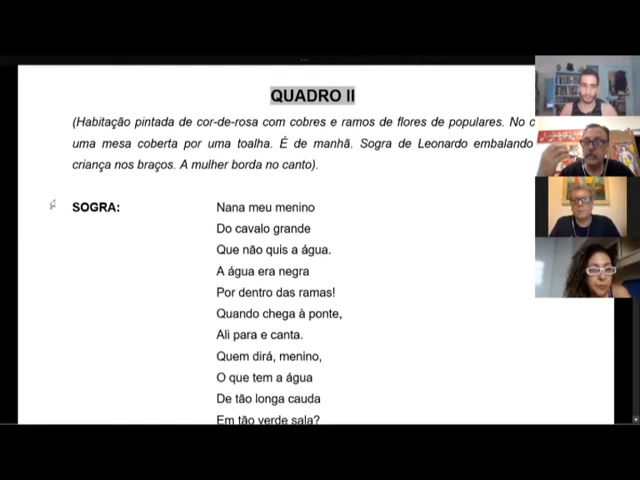 QUADRO II
(Habitação pintada de cor-de-rosa com cobres e ramos de flores de populares. No
uma mesa coberta por uma toalha. É de manhã. Sogra de Leonardo embalando
criança nos braços. A mulher borda no canto).
SOGRA: Nana meu menino
Do cavalo grande
Que não quis a água.
A água era negra
Por dentro das ramas!
Quando chega à ponte,
Ali para e canta.
Quem dirá, menino,
O que tem a água
De tão longa cauda
Em tão verde sala?